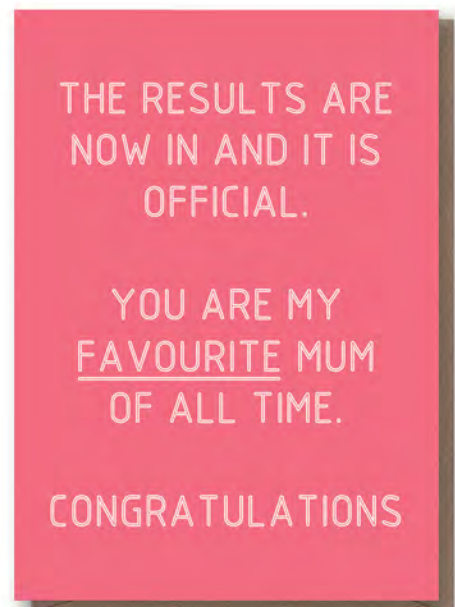 THE RESULTS ARE
NOW IN AND IT IS
OFFICIAL.
YOU ARE MY
FAVOURITE MUM
OF ALL TIME.
CONGRATULATIONS